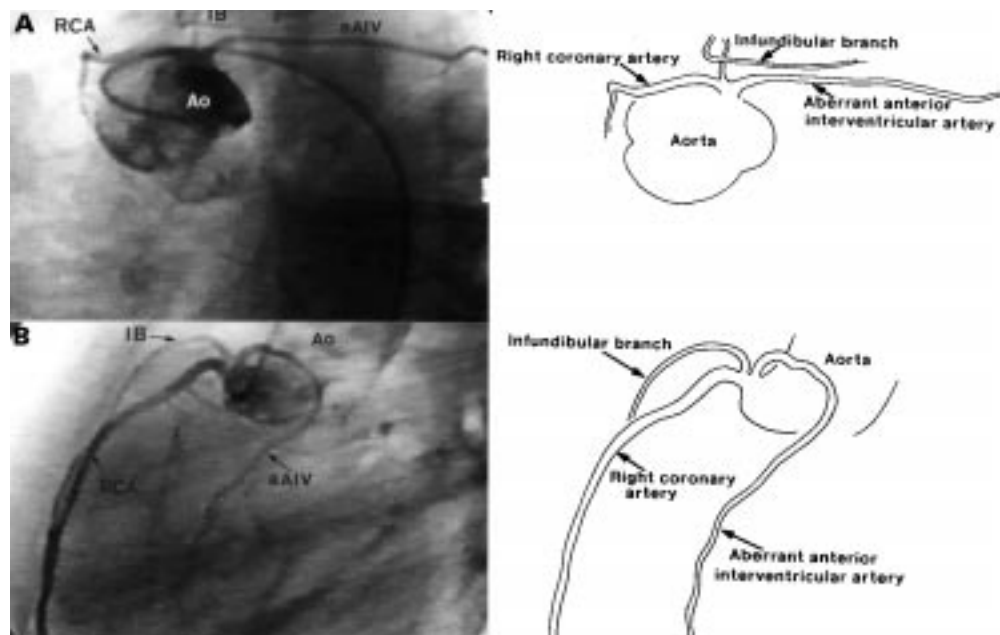 A
RCA
IB
aAIV
Ao
Infundibular branch
Right coronary artery
Aberrant anterior
interventricular artery
Aorta
B
IB
Ao
RCA
aAIV
Infundibular branch
Aorta
Right coronary
artery
Aberrant anterior
interventricular artery